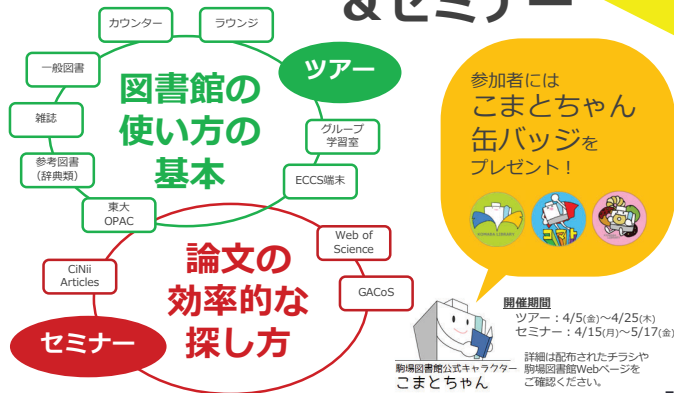 ＆セミナー
カウンター
ラウンジ
一般図書
ツアー
図書館の
使い方の
基本
雑誌
グループ
学習室
参考図書
（辞典類）
ECCS端末
東大
OPAC
参加者には
こまとちゃん
缶バッジを
プレゼント！
KOMABA LIBRARY
Web of
Science
CiNii
Articles
論文の
効率的な
探し方
GACoS
セミナー
開催期間
ツアー：4/5(金)～4/25(木)
セミナー：4/15(月)～5/17(金)
詳細は配布されたチラシや
駒場図書館Webページを
ご確認ください。
駒場図書館公式キャラクター
こまとちゃん